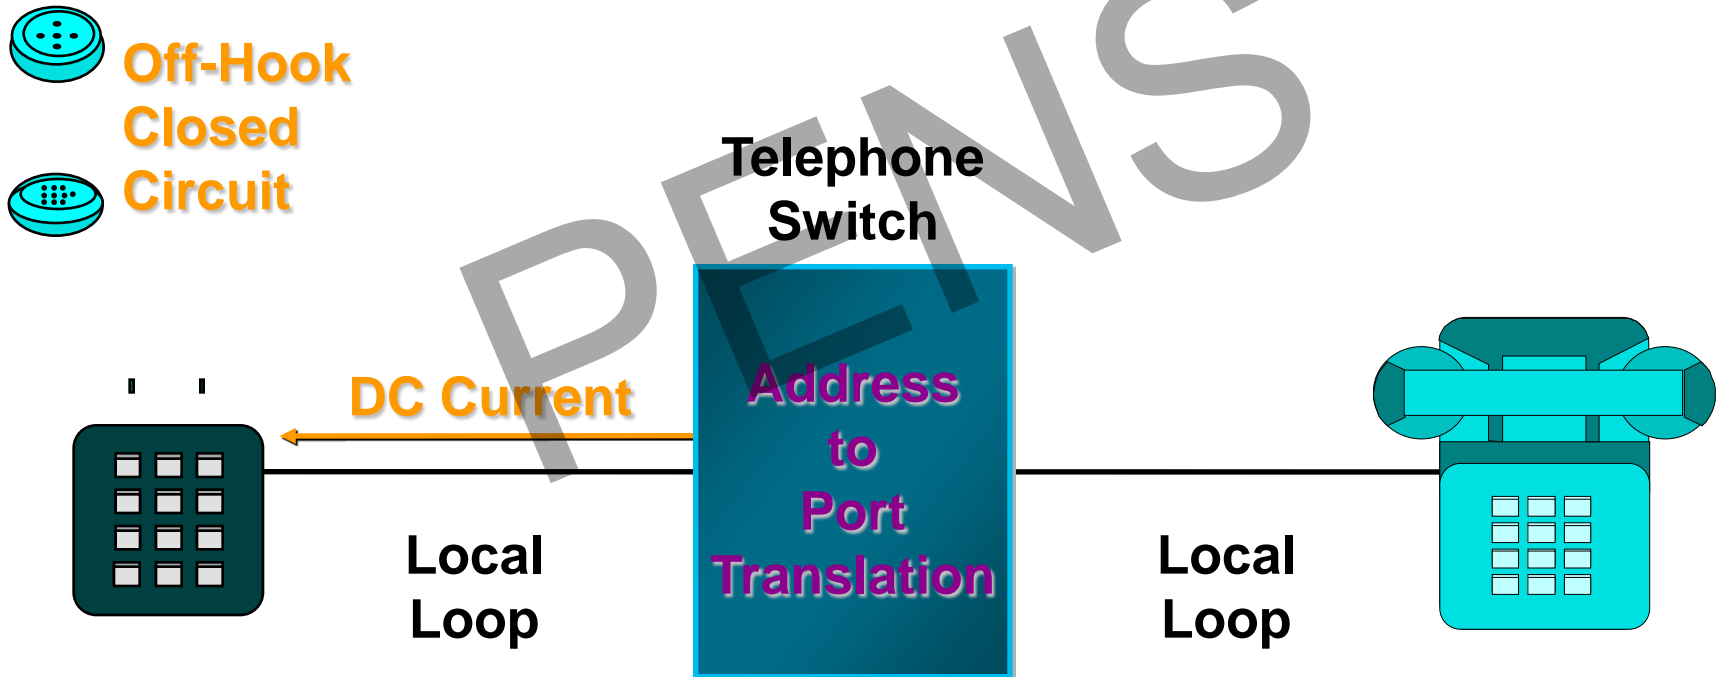 Off-Hook
Closed
Circuit
Telephone
Switch
DC Current
Address
to
Port
Translation
Local
Loop
Local
Loop
PENS